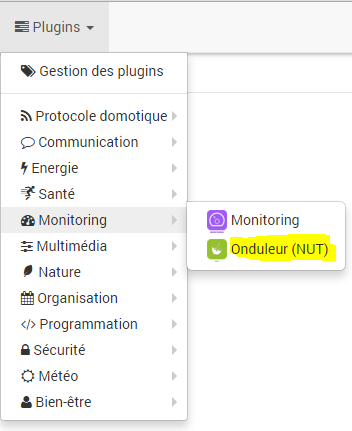 Plugins
Gestion des plugins
Protocole domotique
Communication
Energie
Santé
Monitoring
Monitoring
Onduleur (NUT)
Multimédia
Nature
Organisation
Programmation
Sécurité
Météo
Bien-être